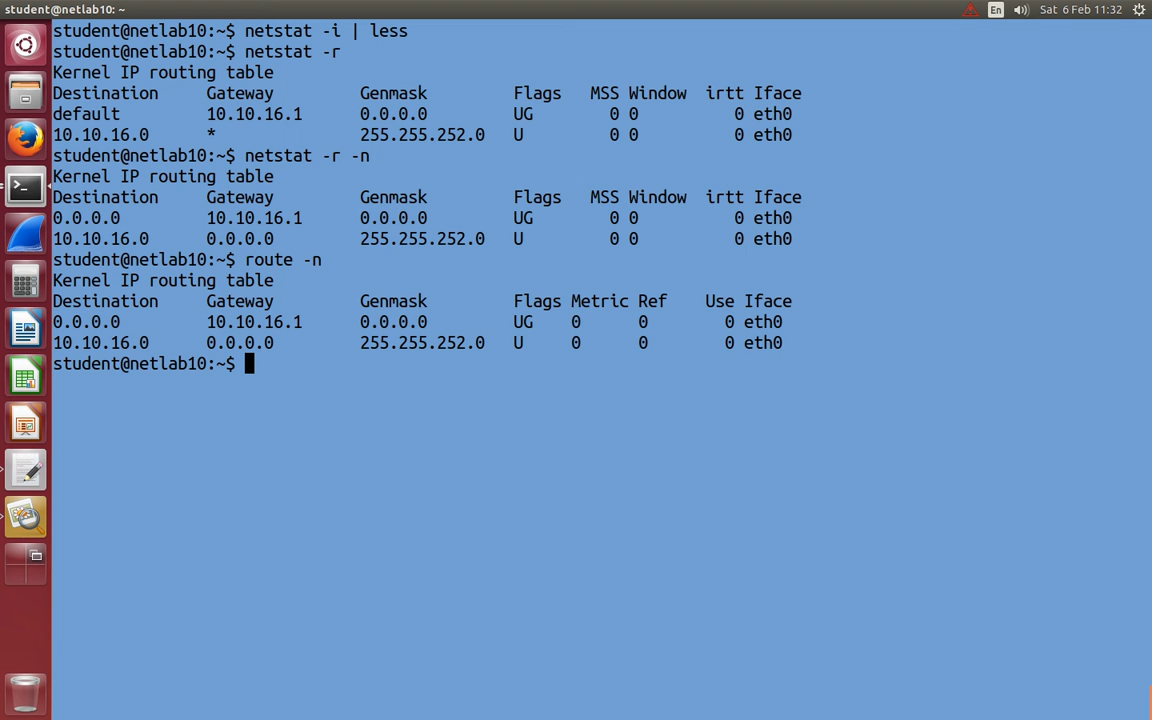 student@netlab10: ~
En
Sat 6 Feb 11:32
student@netlab10:~$ netstat -i | less
student@netlab10:~$ netstat -r
Kernel IP routing table
Destination     Gateway         Genmask         Flags   MSS Window  irtt Iface
default         10.10.16.1      0.0.0.0         UG        0 0          0 eth0
10.10.16.0      *               255.255.252.0   U         0 0          0 eth0
student@netlab10:~$ netstat -r -n
Kernel IP routing table
Destination     Gateway         Genmask         Flags   MSS Window  irtt Iface
0.0.0.0         10.10.16.1      0.0.0.0         UG        0 0          0 eth0
10.10.16.0      0.0.0.0         255.255.252.0   U         0 0          0 eth0
student@netlab10:~$ route -n
Kernel IP routing table
Destination     Gateway         Genmask         Flags Metric Ref    Use Iface
0.0.0.0         10.10.16.1      0.0.0.0         UG    0      0        0 eth0
10.10.16.0      0.0.0.0         255.255.252.0   U     0      0        0 eth0
student@netlab10:~$